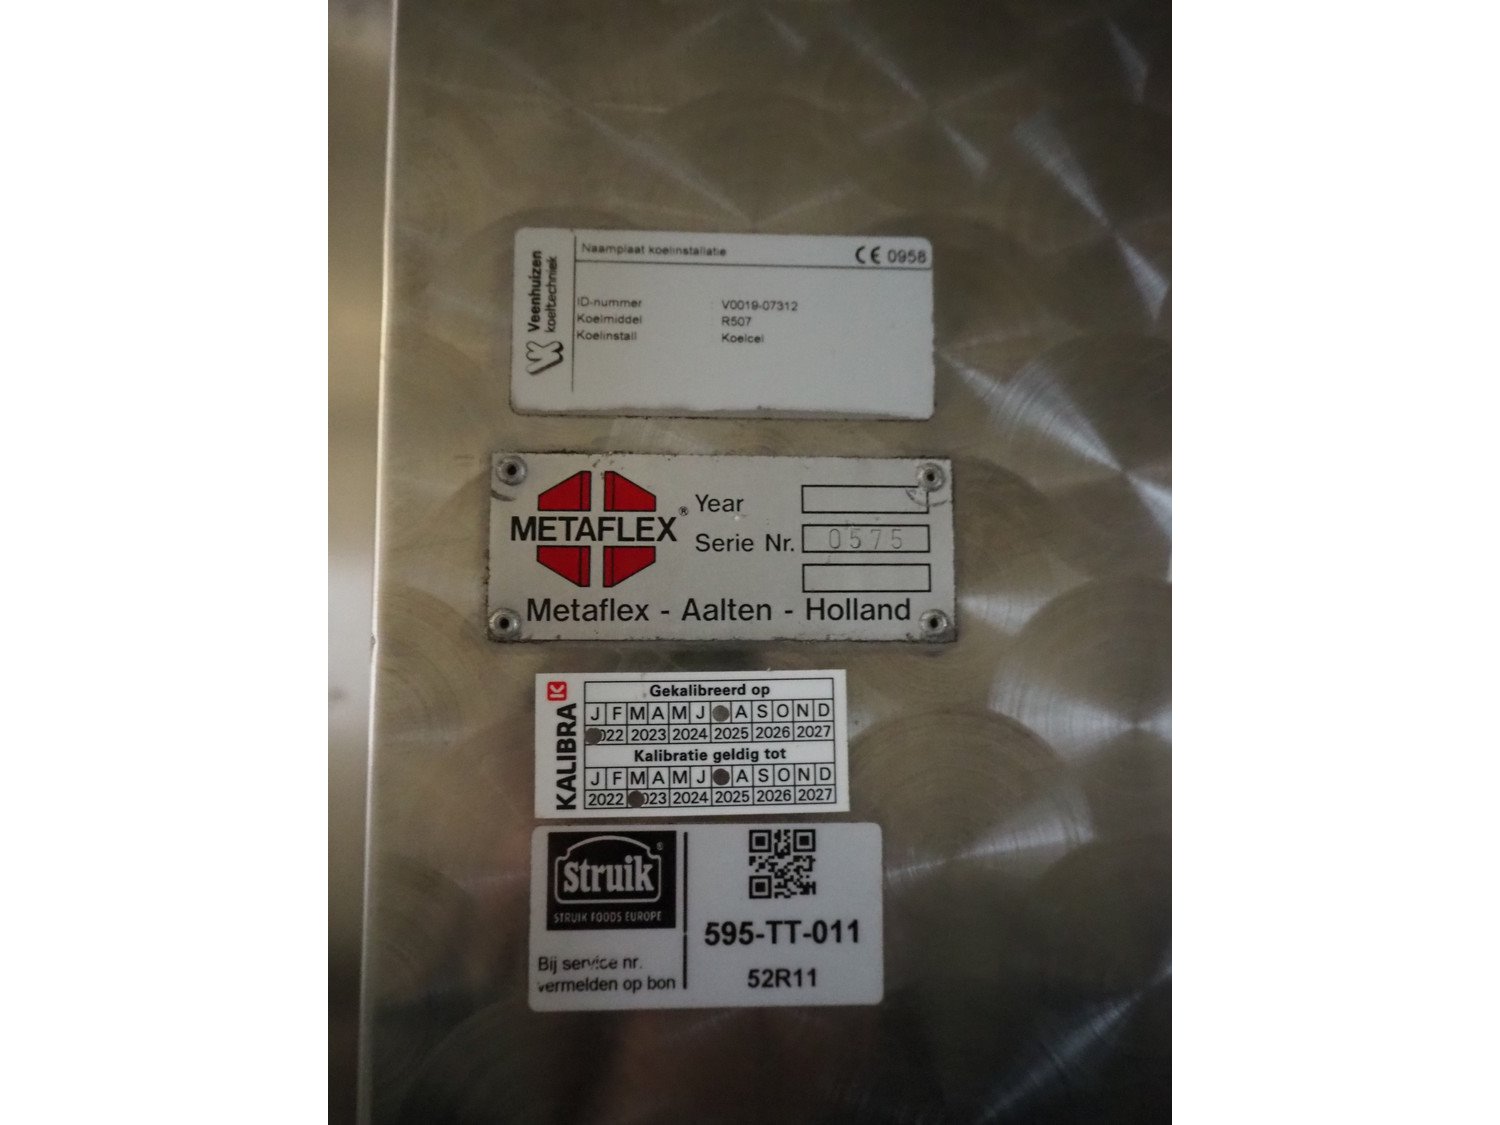 Veenhuizen
koeltechniek
Naamplaat koelinstallatie
CE 0958
ID-nummer : V0019-07312
Koelmiddel : R507
Koelinstall : Koelcel
METAFLEX®
Year
Serie Nr. 0575
Metaflex - Aalten - Holland
KALIBRA
Gekalibreerd op
J F M A M J A S O N D
022 2023 2024 2025 2026 2027
Kalibratie geldig tot
J F M A M J A S O N D
2022 023 2024 2025 2026 2027
Struik®
STRUIK FOODS EUROPE
Bij service nr.
vermelden op bon
595-TT-011
52R11